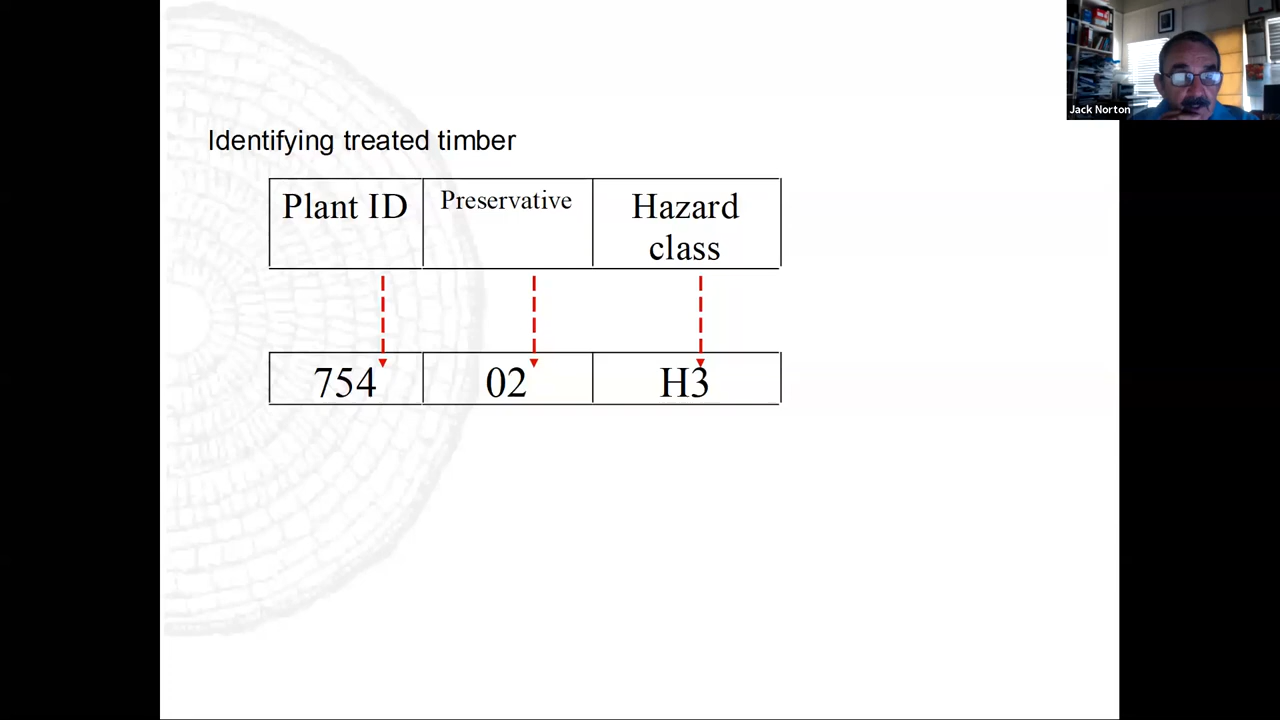 Jack Norton
Identifying treated timber
Plant ID Preservative Hazard
class
754 02 H3